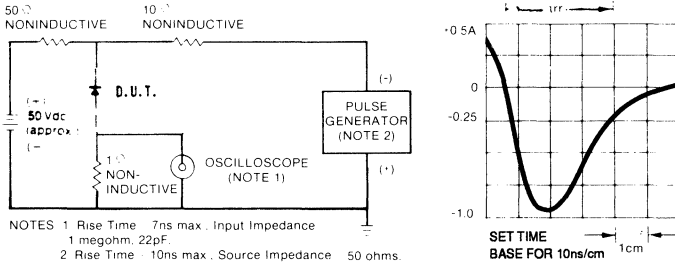 50 Ω
NONINDUCTIVE
10 Ω
NONINDUCTIVE
trr
+0.5A
0
-0.25
-1.0
(+)
50 Vdc
(approx.)
(-
D.U.T.
(-)
PULSE
GENERATOR
(NOTE 2)
(+)
1 Ω
NON-
INDUCTIVE
OSCILLOSCOPE
(NOTE 1)
NOTES 1 Rise Time 7ns max. Input Impedance
1 megohm, 22pF.
2 Rise Time 10ns max, Source Impedance 50 ohms.
SET TIME
BASE FOR 10ns/cm
1cm